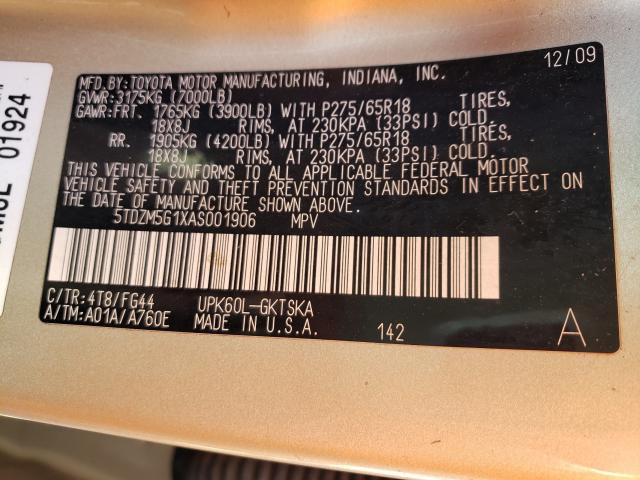 12/09
MFD.BY:TOYOTA MOTOR MANUFACTURING, INDIANA, INC.
GVWR:3175KG (7000LB)
GAWR:FRT. 1765KG (3900LB) WITH P275/65R18 TIRES,
18X8J RIMS, AT 230KPA (33PSI) COLD.
RR. 1905KG (4200LB) WITH P275/65R18 TIRES,
18X8J RIMS, AT 230KPA (33PSI) COLD.
THIS VEHICLE CONFORMS TO ALL APPLICABLE FEDERAL MOTOR
VEHICLE SAFETY AND THEFT PREVENTION STANDARDS IN EFFECT ON
THE DATE OF MANUFACTURE SHOWN ABOVE.
5TDZM5G1XAS001906 MPV
C/TR:4T8/FG44 UPK60L-GKTSKA
A/TM:A01A/A760E MADE IN U.S.A. 142 A
01924